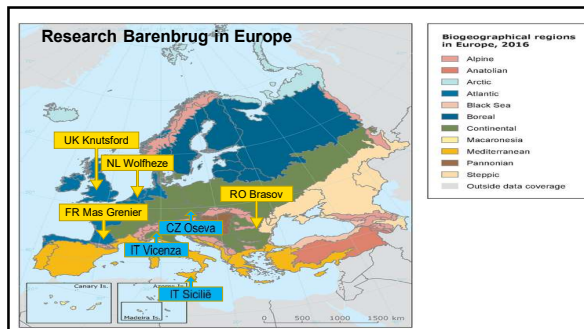 Research Barenbrug in Europe
UK Knutsford
NL Wolfheze
RO Brasov
FR Mas Grenier
CZ Oseva
IT Vicenza
IT Sicilië
Canary Is.
Azores Is.
Madeira Is.
0 500 1000 1500 km
Biogeographical regions
in Europe, 2016
Alpine
Anatolian
Arctic
Atlantic
Black Sea
Boreal
Continental
Macaronesia
Mediterranean
Pannonian
Steppic
Outside data coverage